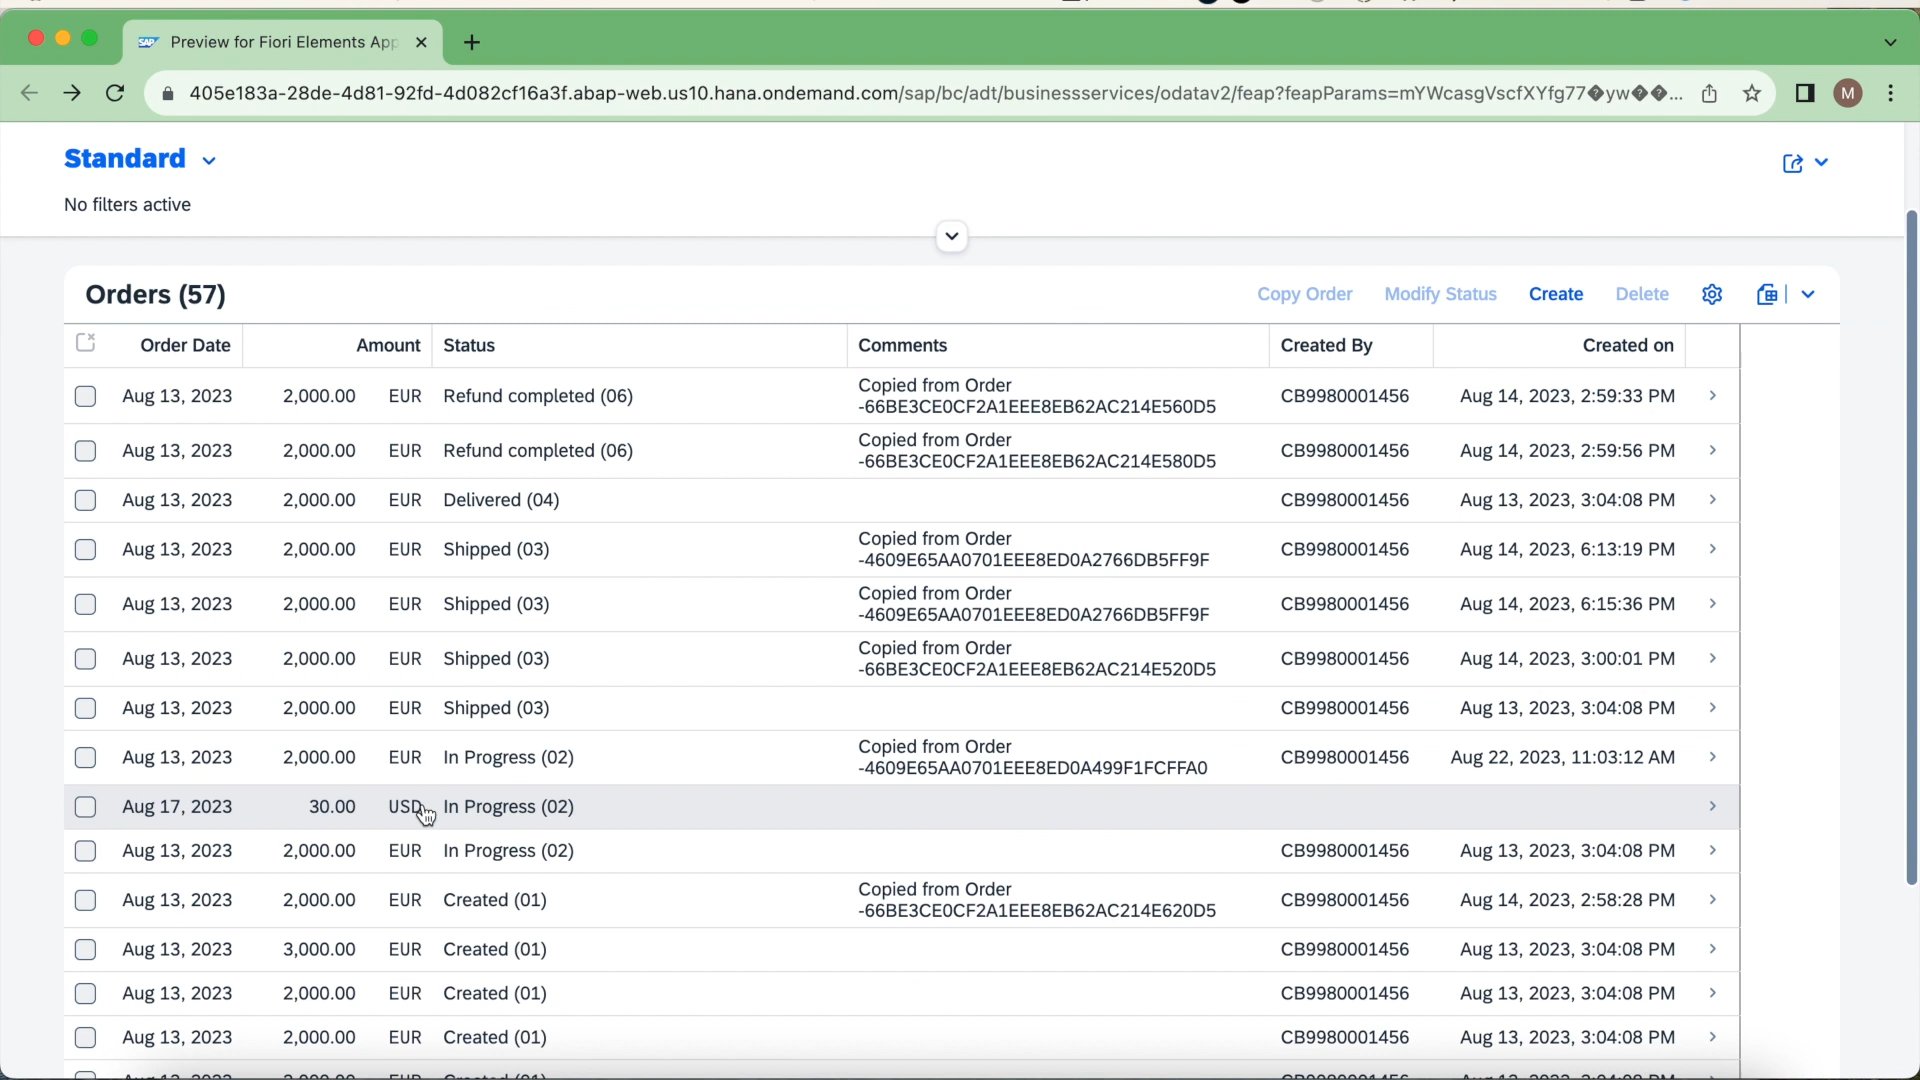 SAP Preview for Fiori Elements App
405e183a-28de-4d81-92fd-4d082cf16a3f.abap-web.us10.hana.ondemand.com/sap/bc/adt/businessservices/odatav2/feap?feapParams=mYWcasgVscfXYfg77�yw��... M
Standard
No filters active
Orders (57) Copy Order Modify Status Create Delete
Order Date Amount Status Comments Created By Created on
Aug 13, 2023 2,000.00 EUR Refund completed (06) Copied from Order
-66BE3CE0CF2A1EEE8EB62AC214E560D5 CB9980001456 Aug 14, 2023, 2:59:33 PM
Aug 13, 2023 2,000.00 EUR Refund completed (06) Copied from Order
-66BE3CE0CF2A1EEE8EB62AC214E580D5 CB9980001456 Aug 14, 2023, 2:59:56 PM
Aug 13, 2023 2,000.00 EUR Delivered (04) CB9980001456 Aug 13, 2023, 3:04:08 PM
Aug 13, 2023 2,000.00 EUR Shipped (03) Copied from Order
-4609E65AA0701EEE8ED0A2766DB5FF9F CB9980001456 Aug 14, 2023, 6:13:19 PM
Aug 13, 2023 2,000.00 EUR Shipped (03) Copied from Order
-4609E65AA0701EEE8ED0A2766DB5FF9F CB9980001456 Aug 14, 2023, 6:15:36 PM
Aug 13, 2023 2,000.00 EUR Shipped (03) Copied from Order
-66BE3CE0CF2A1EEE8EB62AC214E520D5 CB9980001456 Aug 14, 2023, 3:00:01 PM
Aug 13, 2023 2,000.00 EUR Shipped (03) CB9980001456 Aug 13, 2023, 3:04:08 PM
Aug 13, 2023 2,000.00 EUR In Progress (02) Copied from Order
-4609E65AA0701EEE8ED0A499F1FCFFA0 CB9980001456 Aug 22, 2023, 11:03:12 AM
Aug 17, 2023 30.00 USD In Progress (02)
Aug 13, 2023 2,000.00 EUR In Progress (02) CB9980001456 Aug 13, 2023, 3:04:08 PM
Aug 13, 2023 2,000.00 EUR Created (01) Copied from Order
-66BE3CE0CF2A1EEE8EB62AC214E620D5 CB9980001456 Aug 14, 2023, 2:58:28 PM
Aug 13, 2023 3,000.00 EUR Created (01) CB9980001456 Aug 13, 2023, 3:04:08 PM
Aug 13, 2023 2,000.00 EUR Created (01) CB9980001456 Aug 13, 2023, 3:04:08 PM
Aug 13, 2023 2,000.00 EUR Created (01) CB9980001456 Aug 13, 2023, 3:04:08 PM